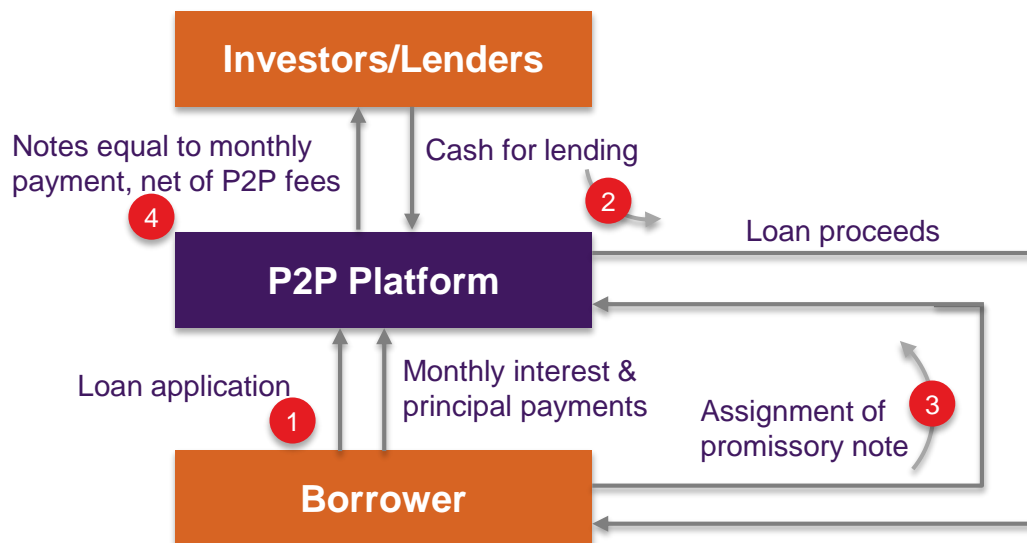 Investors/Lenders
Notes equal to monthly
payment, net of P2P fees
4
Cash for lending
2
Loan proceeds
P2P Platform
Loan application
1
Monthly interest &
principal payments
Assignment of
promissory note
3
Borrower